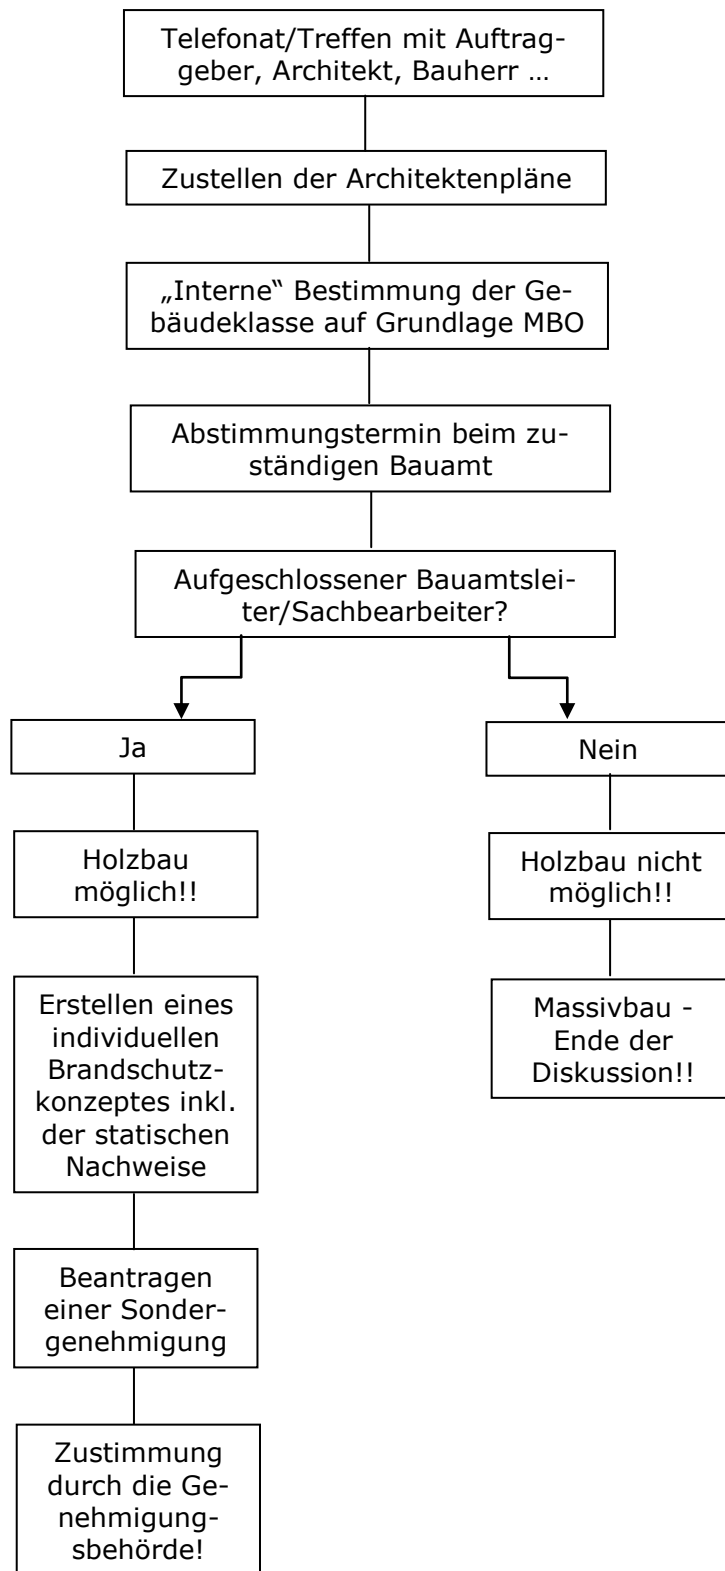 Telefonat/Treffen mit Auftrag-
geber, Architekt, Bauherr …
Zustellen der Architektenpläne
„Interne“ Bestimmung der Ge-
bäudeklasse auf Grundlage MBO
Abstimmungstermin beim zu-
ständigen Bauamt
Aufgeschlossener Bauamtslei-
ter/Sachbearbeiter?
Ja
Holzbau
möglich!!
Erstellen eines
individuellen
Brandschutz-
konzeptes inkl.
der statischen
Nachweise
Beantragen
einer Sonder-
genehmigung
Zustimmung
durch die Ge-
nehmigung-
sbehörde!
Nein
Holzbau nicht
möglich!!
Massivbau -
Ende der
Diskussion!!